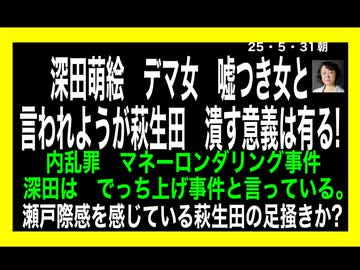 25・5・31朝
深田萌絵　デマ女　嘘つき女と
言われようが萩生田　潰す意義は有る!
内乱罪　マネーロンダリング事件
深田は　でっち上げ事件と言っている。
瀬戸際感を感じている萩生田の足掻きか?